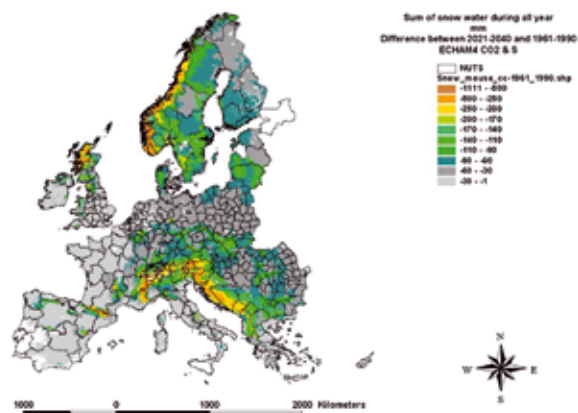 Sum of snow water during all year
mm
Difference between 2021-2040 and 1961-1990
ECHAM4 CO2 & S
NUTS
Snow_mouse_cc-1961_1990.shp
-1111 - -500
-500 - -250
-250 - -200
-200 - -170
-170 - -140
-140 - -110
-110 - -90
-90 - -60
-60 - -30
-30 - -1
N
W E
S
1000 0 1000 2000 Kilometers